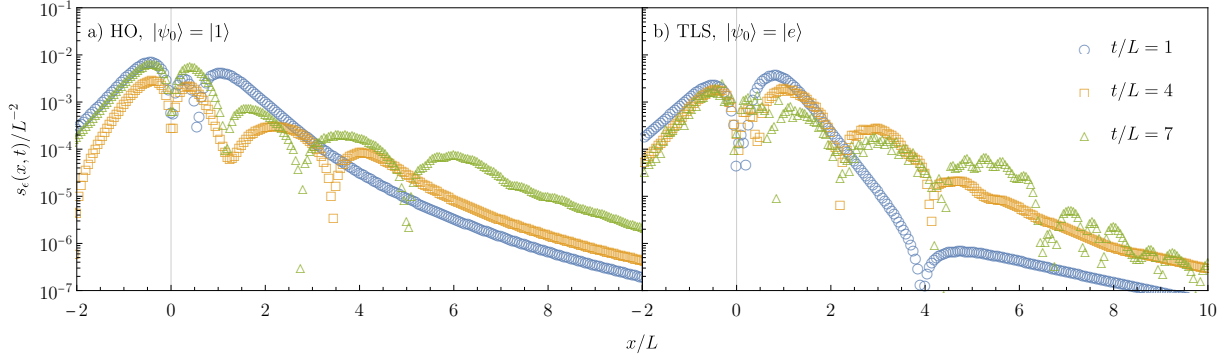 a) HO, |ψ₀⟩ = |1⟩
b) TLS, |ψ₀⟩ = |e⟩
t/L = 1
t/L = 4
t/L = 7
s_ϵ(x, t)/L⁻²
10⁻¹
10⁻²
10⁻³
10⁻⁴
10⁻⁵
10⁻⁶
10⁻⁷
−2 0 2 4 6 8 −2 0 2 4 6 8 10
x/L